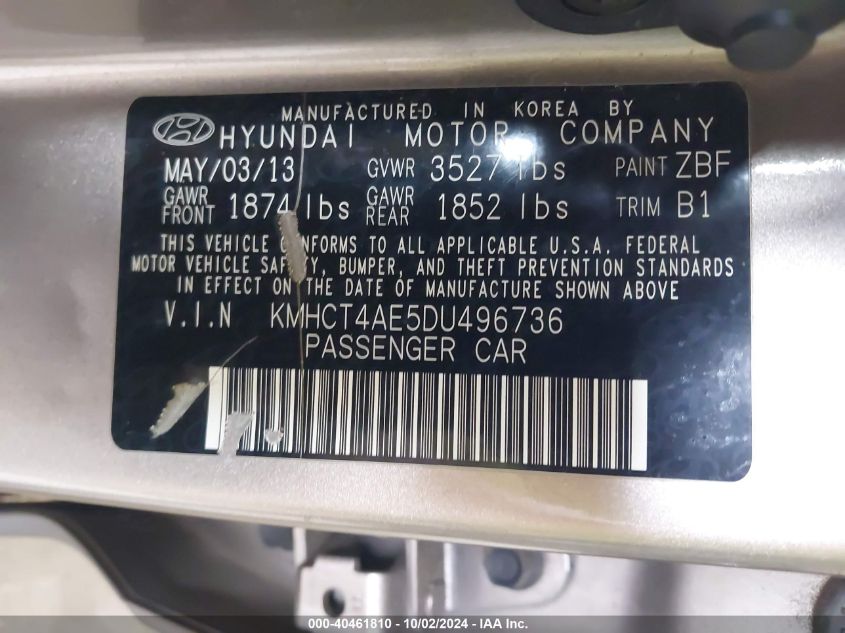 MANUFACTURED IN KOREA BY
HYUNDAI MOTOR COMPANY
MAY/03/13 GVWR 3527 lbs PAINT ZBF
GAWR FRONT 1874 lbs GAWR REAR 1852 lbs TRIM B1
THIS VEHICLE CONFORMS TO ALL APPLICABLE U.S.A. FEDERAL
MOTOR VEHICLE SAFETY, BUMPER, AND THEFT PREVENTION STANDARDS
IN EFFECT ON THE DATE OF MANUFACTURE SHOWN ABOVE
V.I.N KMHCT4AE5DU496736
PASSENGER CAR
000-40461810 - 10/02/2024 - IAA Inc.